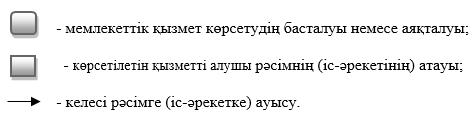 - мемлекеттік қызмет көрсетудің басталуы немесе аяқталуы;
- көрсетілетін қызметті алушы рәсімнің (іс-әрекетінің) атауы;
- келесі рәсімге (іс-әрекетке) ауысу.